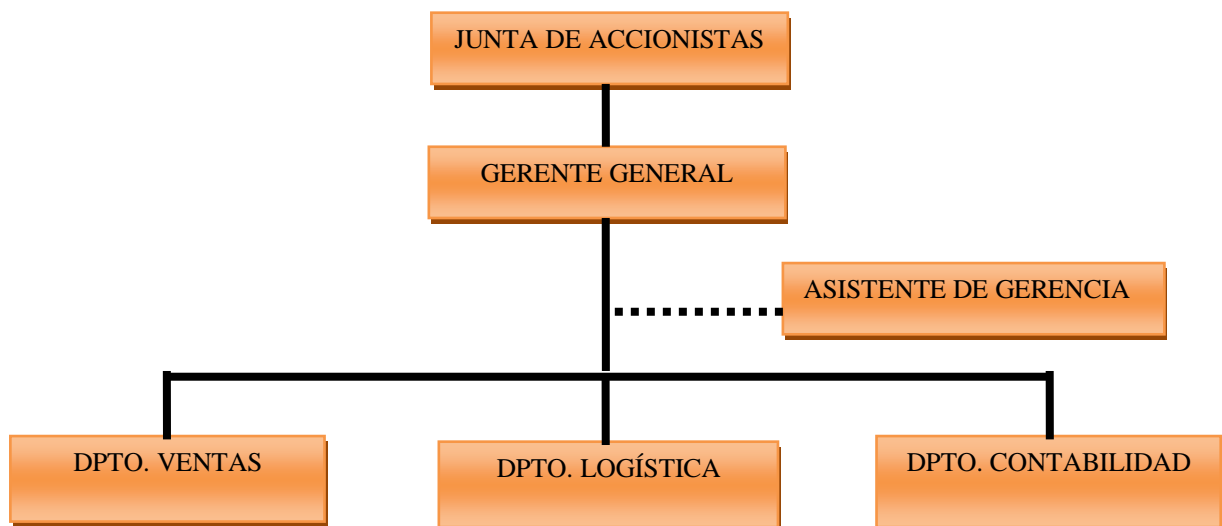 JUNTA DE ACCIONISTAS
GERENTE GENERAL
ASISTENTE DE GERENCIA
DPTO. VENTAS
DPTO. LOGÍSTICA
DPTO. CONTABILIDAD